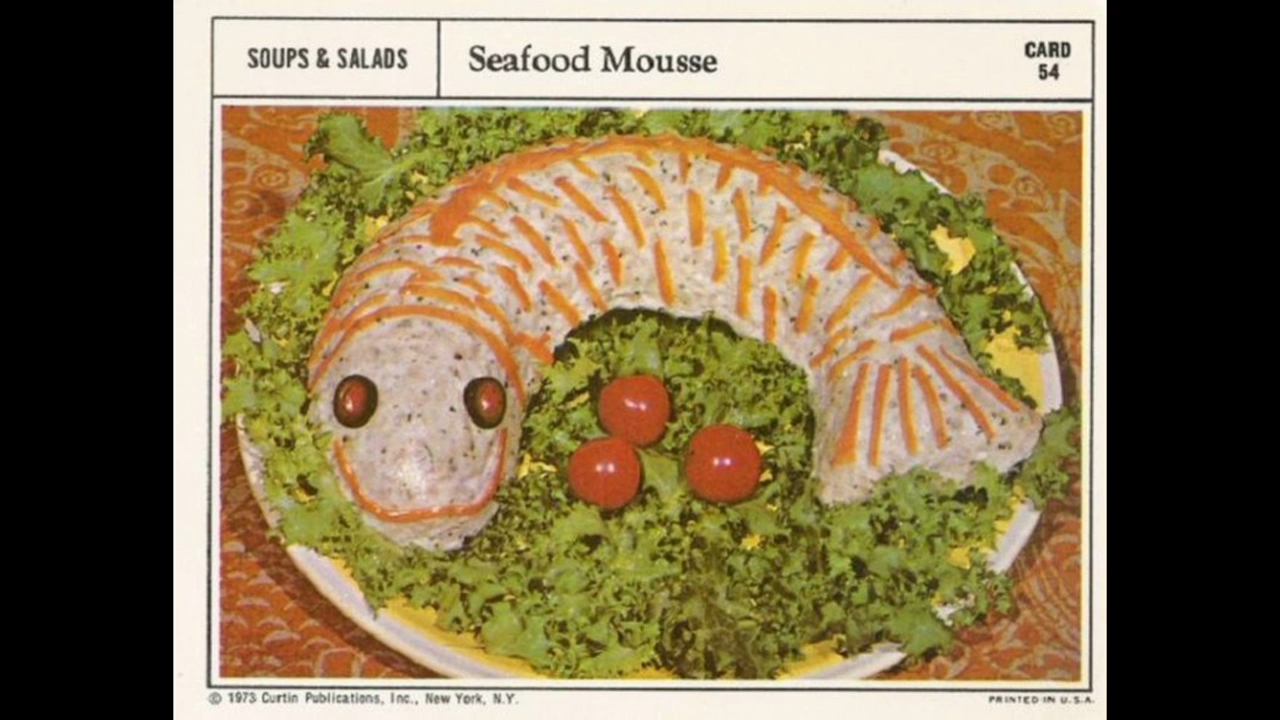 SOUPS & SALADS
Seafood Mousse
CARD
54
© 1973 Curtin Publications, Inc., New York, N.Y.
PRINTED IN U.S.A.